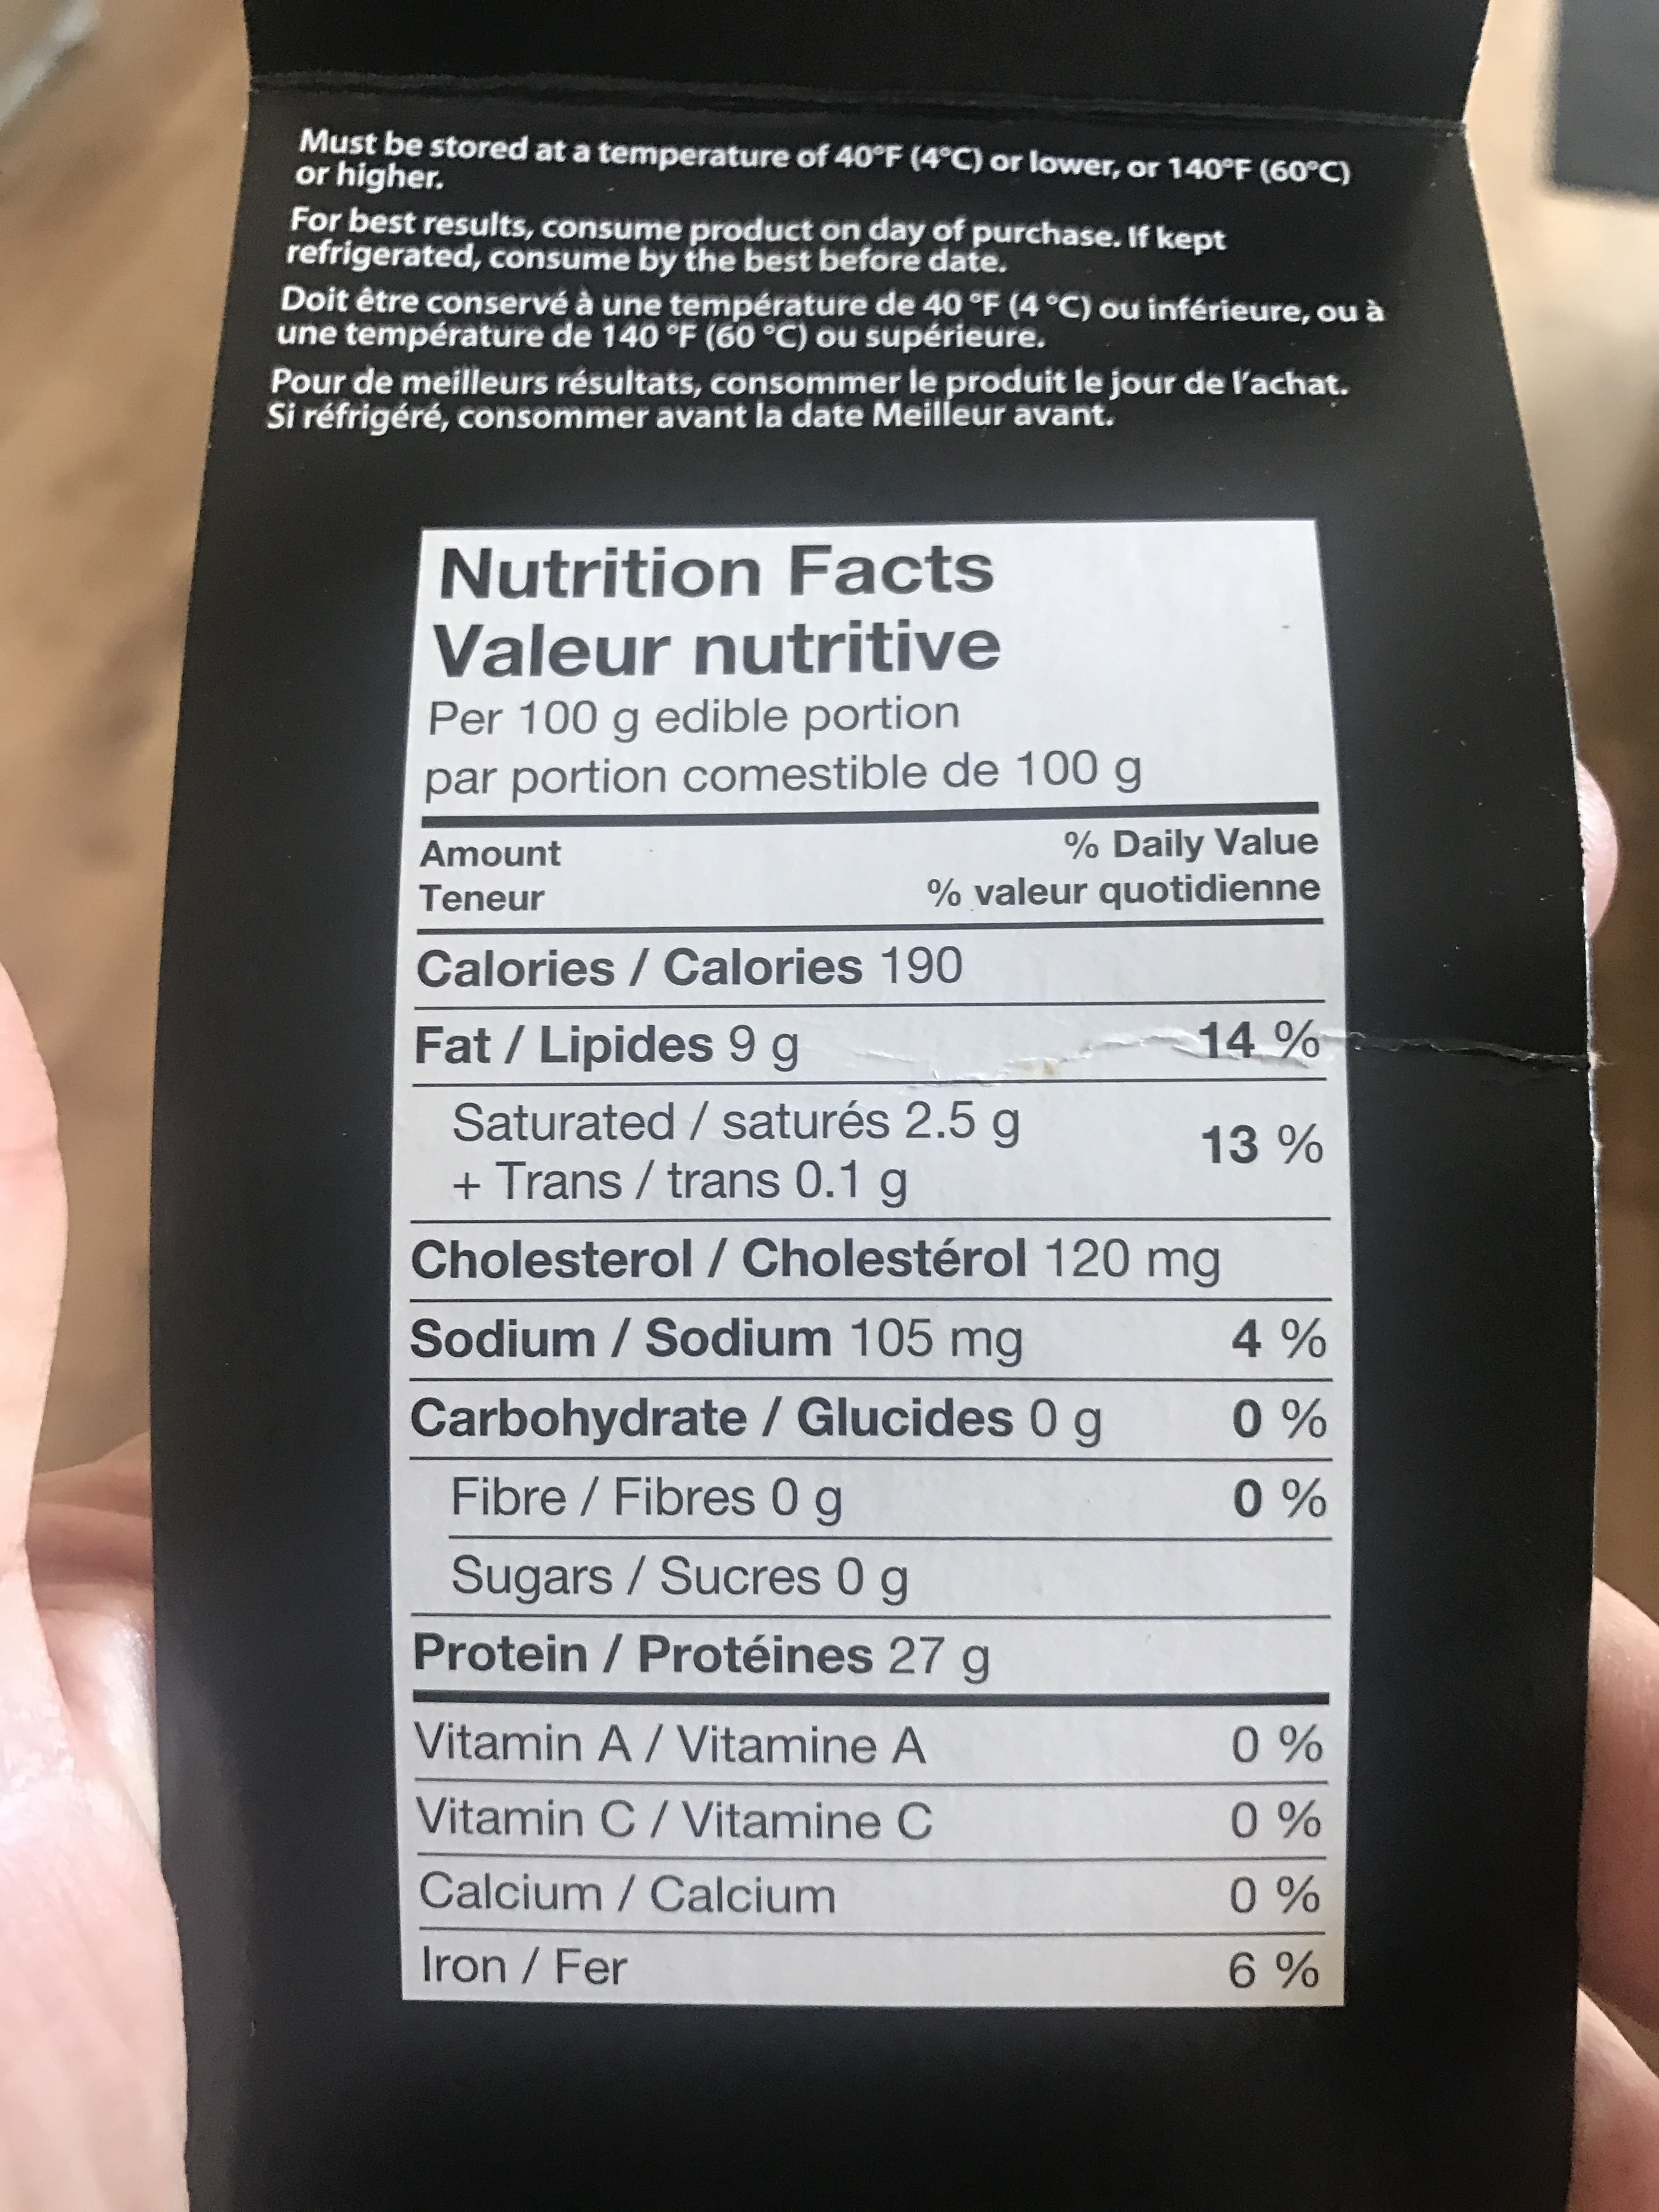 Must be stored at a temperature of 40°F (4°C) or lower, or 140°F (60°C)
or higher.
For best results, consume product on day of purchase. If kept
refrigerated, consume by the best before date.
Doit être conservé à une température de 40 °F (4 °C) ou inférieure, ou à
une température de 140 °F (60 °C) ou supérieure.
Pour de meilleurs résultats, consommer le produit le jour de l'achat.
Si réfrigéré, consommer avant la date Meilleur avant.
Nutrition Facts
Valeur nutritive
Per 100 g edible portion
par portion comestible de 100 g
Amount % Daily Value
Teneur % valeur quotidienne
Calories / Calories 190
Fat / Lipides 9 g 14 %
Saturated / saturés 2.5 g
+ Trans / trans 0.1 g 13 %
Cholesterol / Cholestérol 120 mg
Sodium / Sodium 105 mg 4 %
Carbohydrate / Glucides 0 g 0 %
Fibre / Fibres 0 g 0 %
Sugars / Sucres 0 g
Protein / Protéines 27 g
Vitamin A / Vitamine A 0 %
Vitamin C / Vitamine C 0 %
Calcium / Calcium 0 %
Iron / Fer 6 %